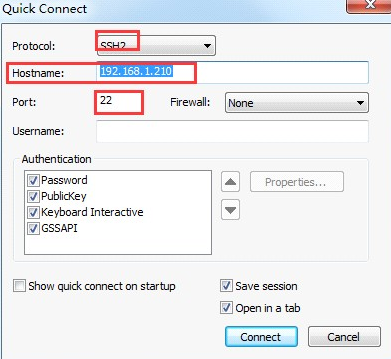 Quick Connect
Protocol: SSH2
Hostname: 192.168.1.210
Port: 22 Firewall: None
Username:
Authentication
Password
PublicKey Properties...
Keyboard Interactive
GSSAPI
Show quick connect on startup Save session
Open in a tab
Connect Cancel